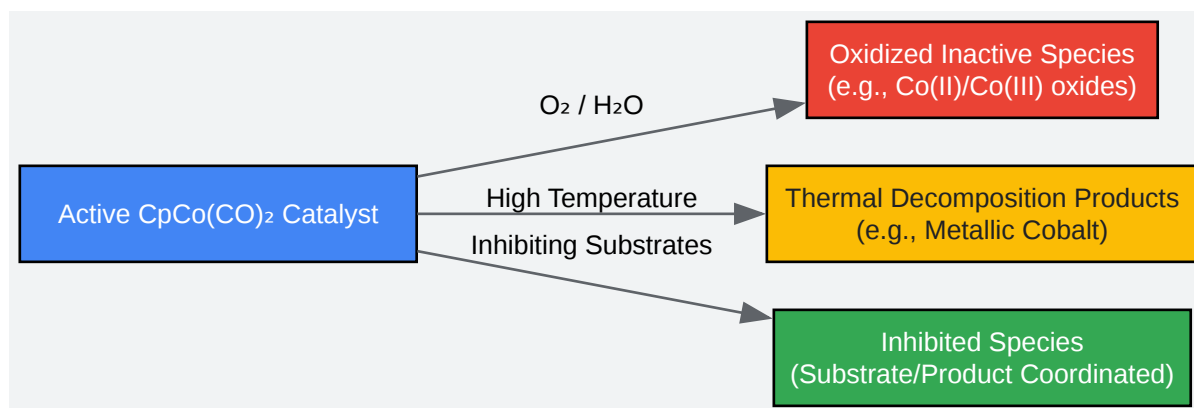 Oxidized Inactive Species
(e.g., Co(II)/Co(III) oxides)
O₂ / H₂O
Active CpCo(CO)₂ Catalyst
High Temperature
Thermal Decomposition Products
(e.g., Metallic Cobalt)
Inhibiting Substrates
Inhibited Species
(Substrate/Product Coordinated)